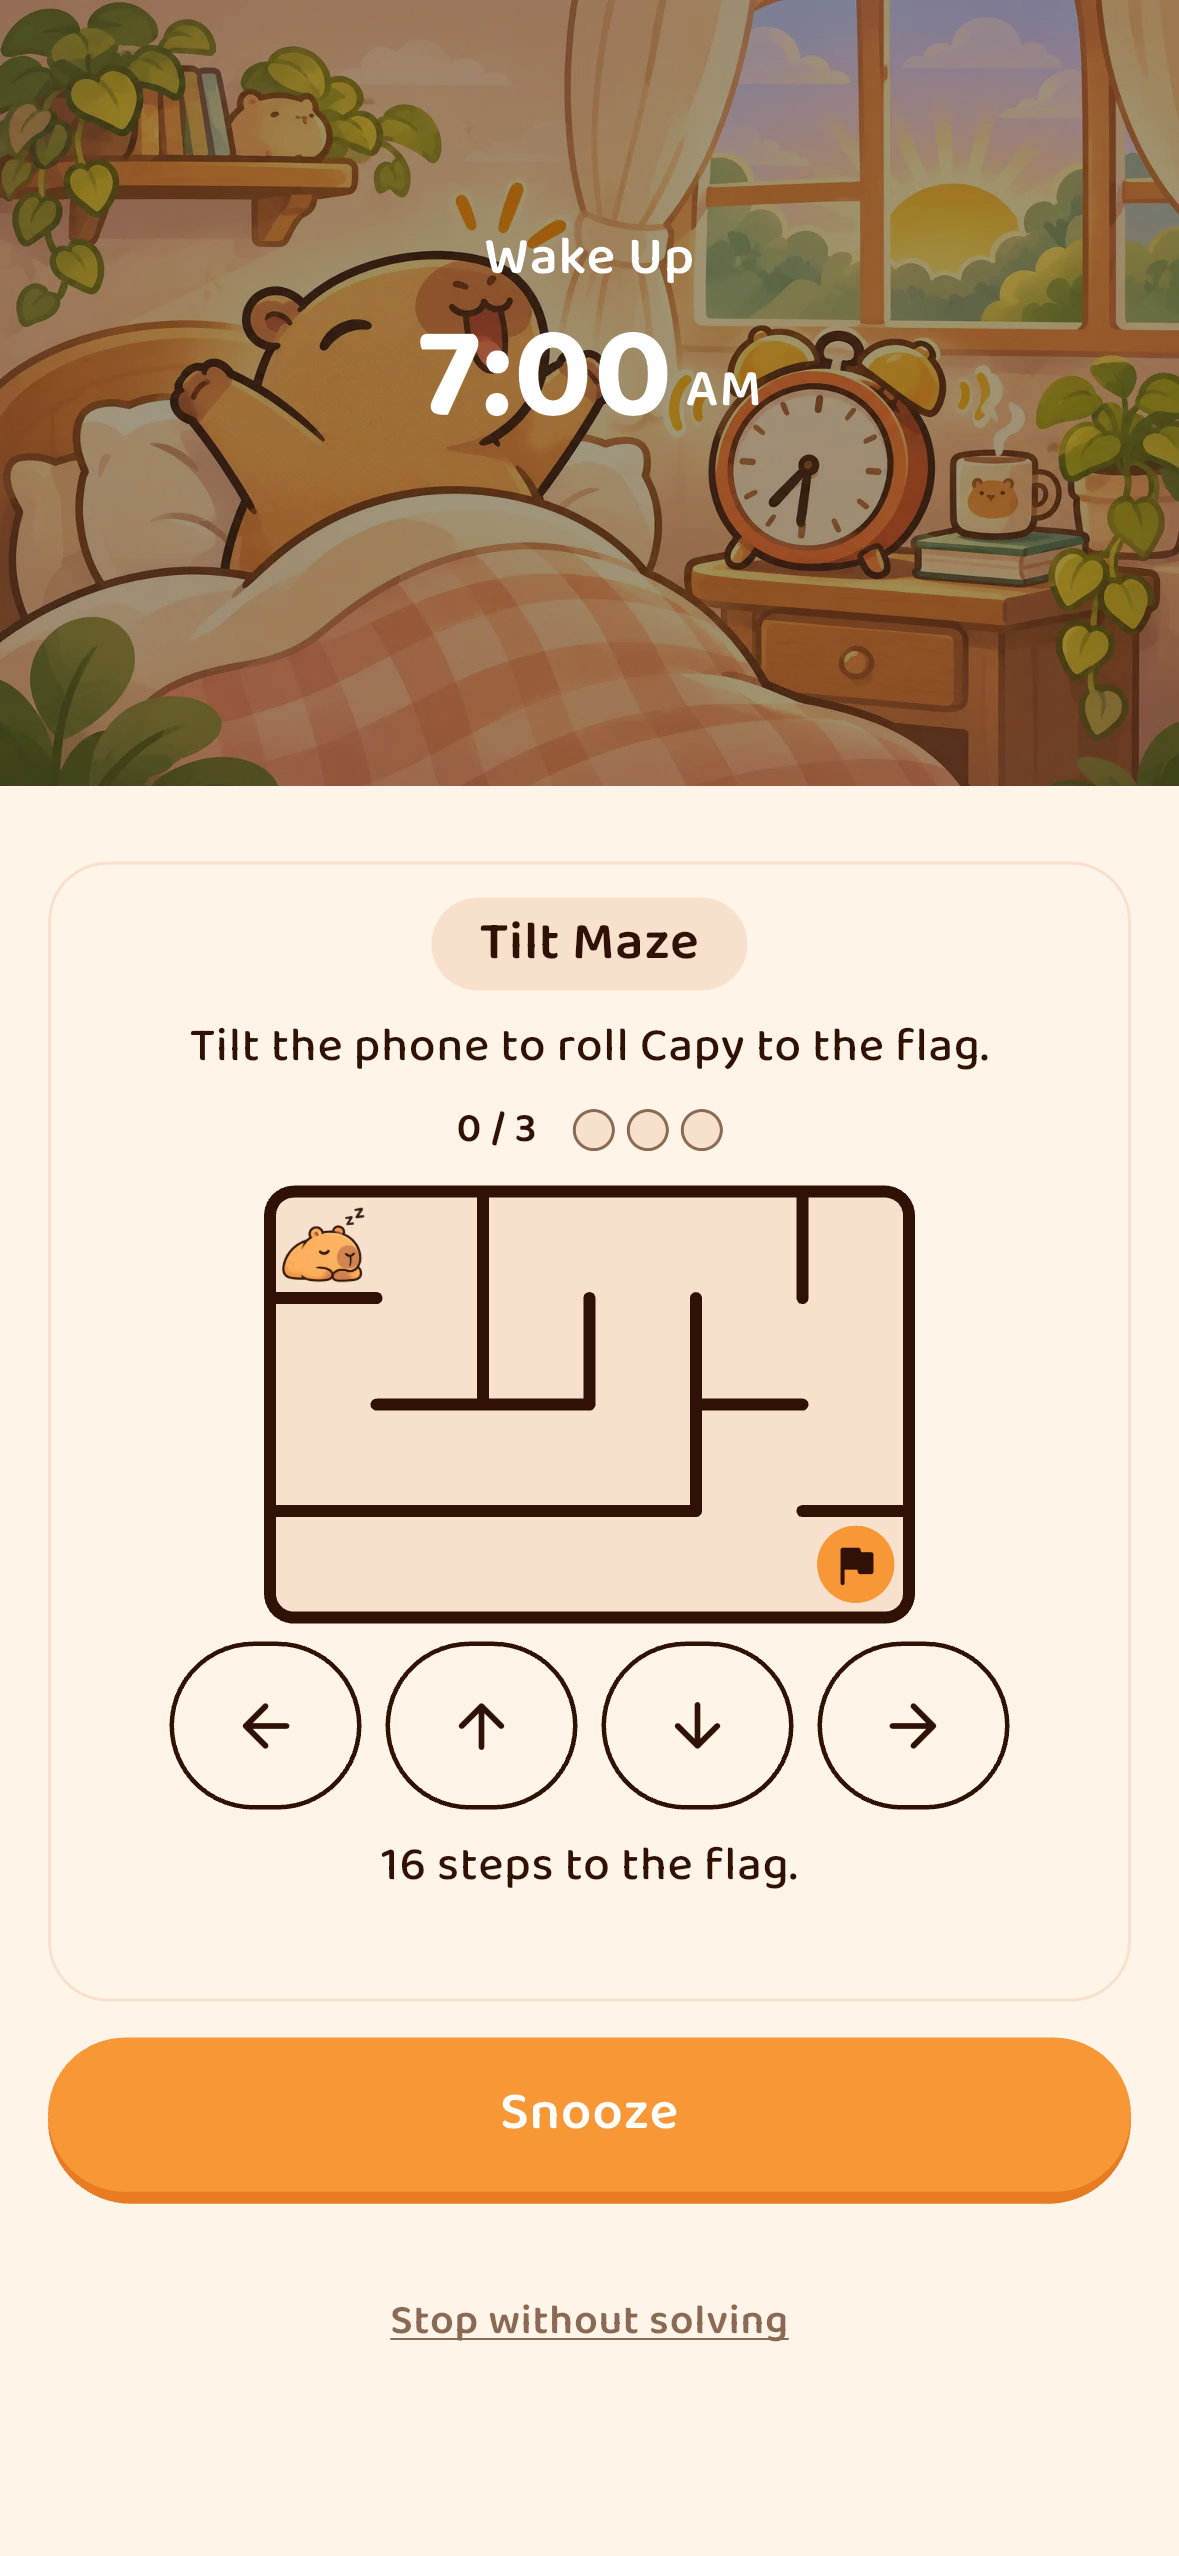 Wake Up
7:00 AM
Tilt Maze
Tilt the phone to roll Capy to the flag.
0 / 3
z z
16 steps to the flag.
Snooze
Stop without solving